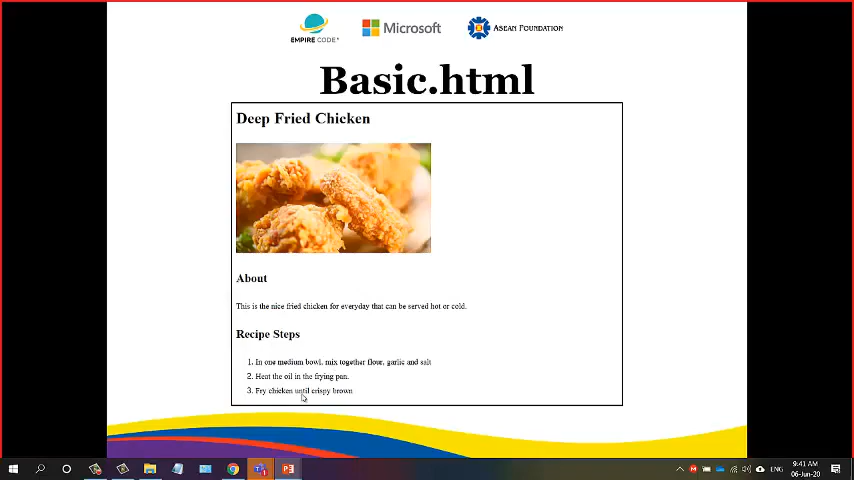 EMPIRE CODE
Microsoft
ASEAN FOUNDATION
Basic.html
Deep Fried Chicken
About
This is the nice fried chicken for everyday that can be served hot or cold.
Recipe Steps
1. In one medium bowl, mix together flour, garlic and salt
2. Heat the oil in the frying pan.
3. Fry chicken until crispy brown
ENG
9:41 AM
06-Jun-20